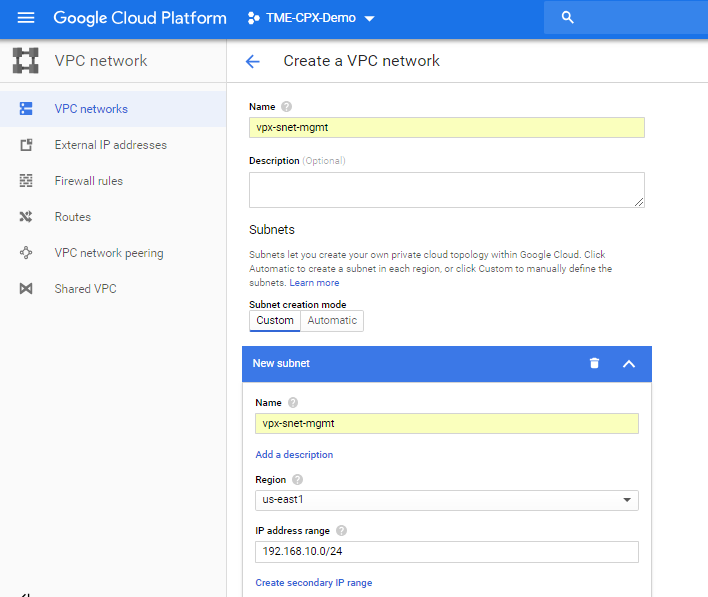 Google Cloud Platform
TME-CPX-Demo
VPC network
Create a VPC network
VPC networks
External IP addresses
Firewall rules
Routes
VPC network peering
Shared VPC
Name ?
vpx-snet-mgmt
Description (Optional)
Subnets
Subnets let you create your own private cloud topology within Google Cloud. Click
Automatic to create a subnet in each region, or click Custom to manually define the
subnets. Learn more
Subnet creation mode
Custom Automatic
New subnet
Name ?
vpx-snet-mgmt
Add a description
Region ?
us-east1
IP address range ?
192.168.10.0/24
Create secondary IP range